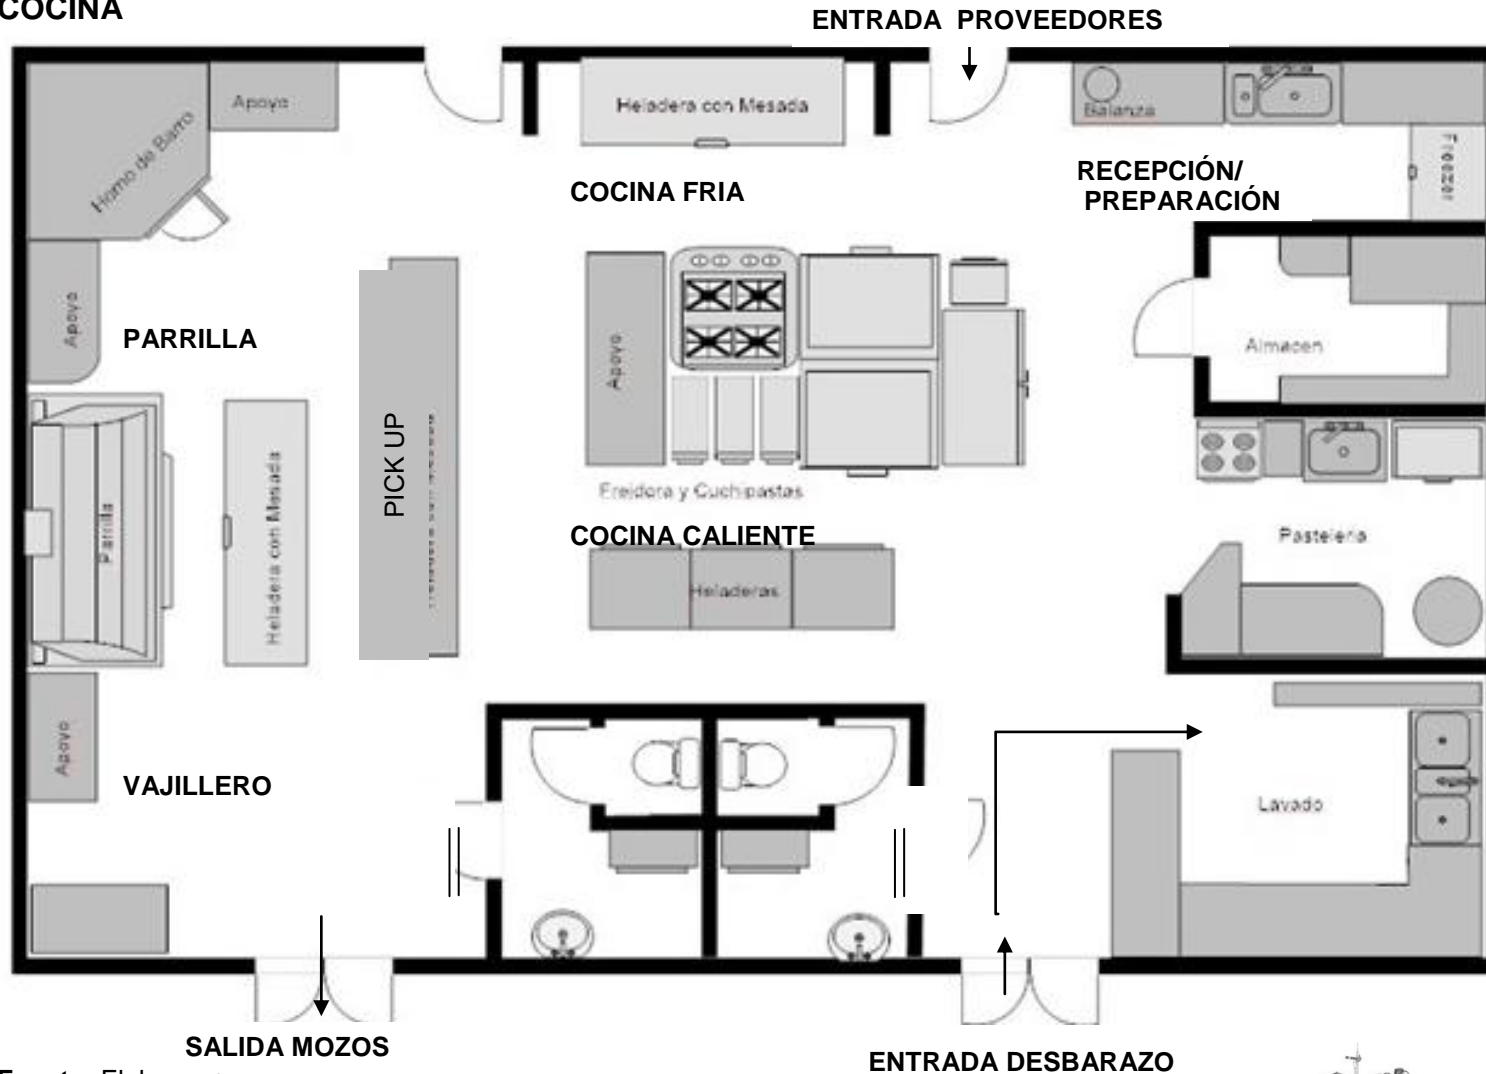 COCINA
ENTRADA PROVEEDORES
Apoyo
Horno de Barro
Heladera con Mesada
Balanza
Freezer
COCINA FRIA
RECEPCIÓN/
PREPARACIÓN
Apoyo
PARRILLA
Apoyo
Almacen
PICK UP
Parrilla
Heladera con Mesada
Freidora y Cuchipastas
COCINA CALIENTE
Heladeras
Pasteleria
Apoyo
VAJILLERO
Lavado
SALIDA MOZOS
ENTRADA DESBARAZO